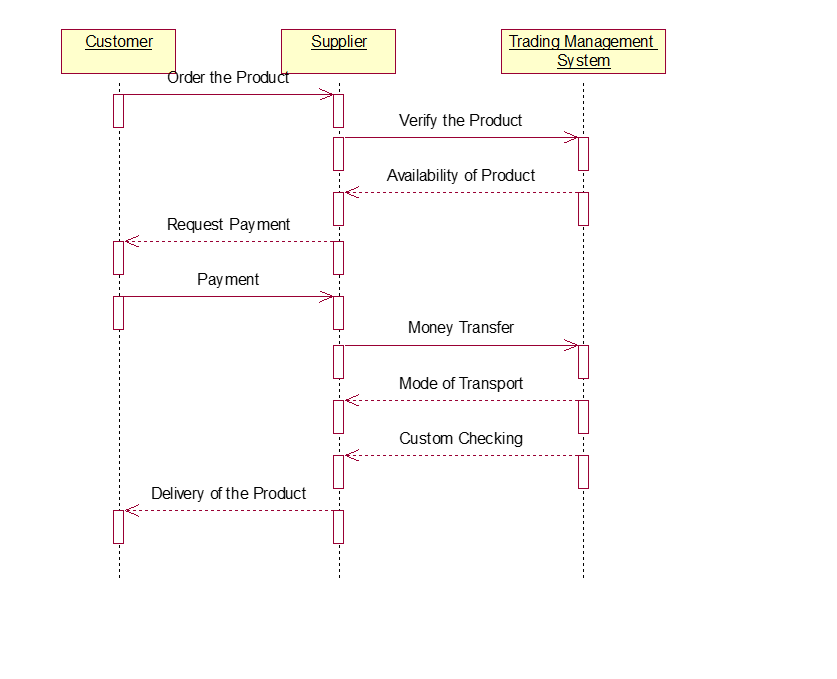 Customer
Supplier
Trading Management
System
Order the Product
Verify the Product
Availability of Product
Request Payment
Payment
Money Transfer
Mode of Transport
Custom Checking
Delivery of the Product